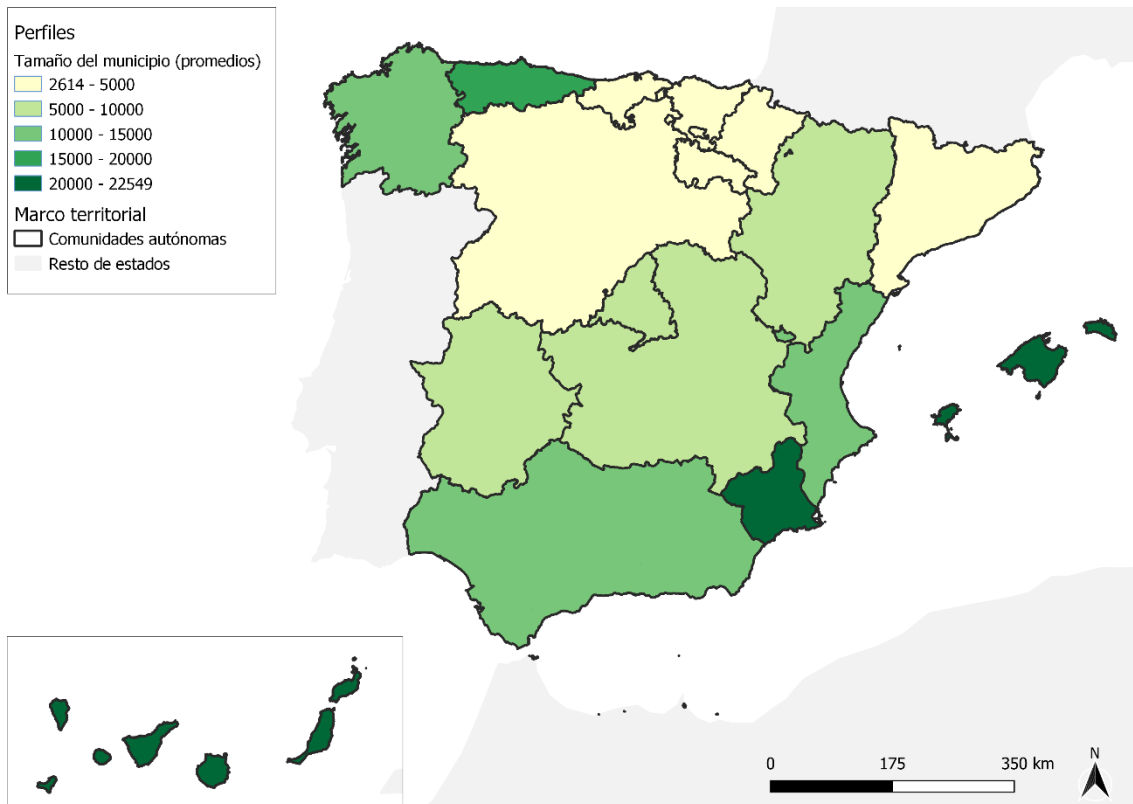 Perfiles
Tamaño del municipio (promedios)
2614 - 5000
5000 - 10000
10000 - 15000
15000 - 20000
20000 - 22549
Marco territorial
Comunidades autónomas
Resto de estados
0 175 350 km
N